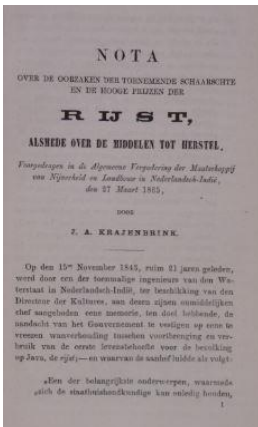 NOTA
OVER DE OORZAKEN DER TOENEMENDE SCHAARSCHTE
EN DE HOOGE PRIJZEN DER
RIJST,
ALSMEDE OVER DE MIDDELEN TOT HERSTEL.
Voorgedragen in de Algemeene Vergadering der Maatschappij
van Nijverheid en Landbouw in Nederlandsch-Indië,
den 27 Maart 1865,
DOOR
J. A. KRAJENBRINK.
Op den 15en November 1843, ruim 21 jaren geleden,
werd door een der toenmalige ingenieurs van den Wa-
terstaat in Nederlandsch-Indië, ter beschikking van den
Directeur der Kultures, aan dezen zijnen onmiddelijken
chef aangeboden eene memorie, ten doel hebbende, de
aandacht van het Gouvernement te vestigen op eene te
vreezen wanverhouding tusschen voortbrenging en ver-
bruik van de eerste levensbehoefte voor de bevolking
op Java, de rijst;—en waarvan de aanhef luidde als volgt:
„Een der belangrijkste onderwerpen, waarmede
„zich de staathuishoudkunde kan onledig houden,
1